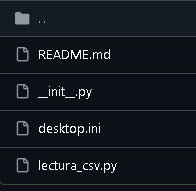 ..
README.md
__init__.py
desktop.ini
lectura_csv.py